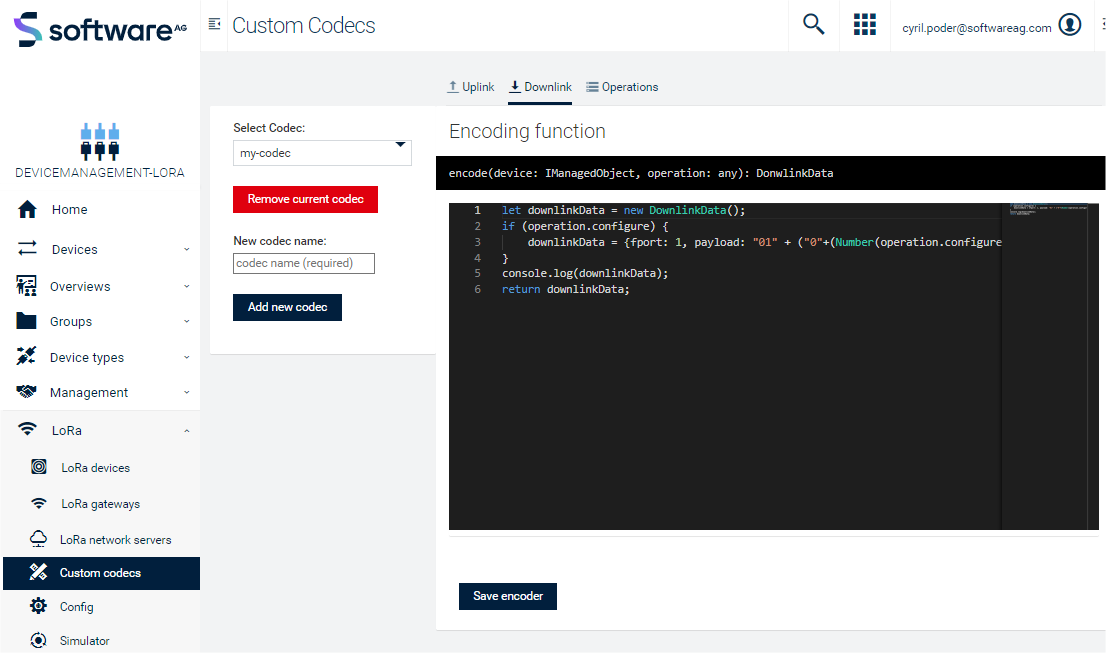 software AG
Custom Codecs
cyril.poder@softwareag.com
DEVICEMANAGEMENT-LORA
Home
Devices
Overviews
Groups
Device types
Management
LoRa
LoRa devices
LoRa gateways
LoRa network servers
Custom codecs
Config
Simulator
Select Codec:
my-codec
Remove current codec
New codec name:
codec name (required)
Add new codec
Uplink Downlink Operations
Encoding function
encode(device: IManagedObject, operation: any): DonwlinkData
1 let downlinkData = new DownlinkData();
2 if (operation.configure) {
3 downlinkData = {fport: 1, payload: "01" + ("0"+(Number(operation.configure
4 }
5 console.log(downlinkData);
6 return downlinkData;
Save encoder